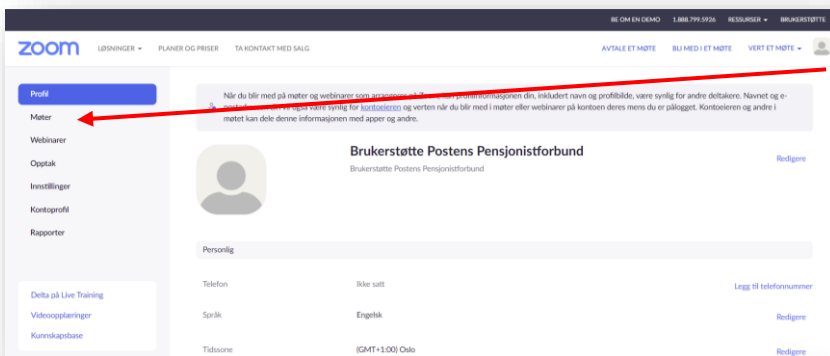 BE OM EN DEMO 1.888.799.5926 RESSURSER BRUKERSTØTTE
zoom LØSNINGER PLANER OG PRISER TA KONTAKT MED SALG AVTALE ET MØTE BLI MED I ET MØTE VERT ET MØTE
Profil
Møter
Webinarer
Opptak
Innstillinger
Kontoprofil
Rapporter
Delta på Live Training
Videoopplæringer
Kunnskapsbase
Når du blir med på møter og webinarer som arrangeres på profilinformasjonen din, inkludert navn og profilbilde, være synlig for andre deltakere. Navnet og e-
også være synlig for kontoeieren og verten når du blir med i møter eller webinarer på kontoen deres mens du er pålogget. Kontoeieren og andre i
møtet kan dele denne informasjonen med apper og andre.
Brukerstøtte Postens Pensjonistforbund
Brukerstøtte Postens Pensjonistforbund
Redigere
Personlig
Telefon Ikke satt Legg til telefonnummer
Språk Engelsk Redigere
Tidssone (GMT+1:00) Oslo Redigere